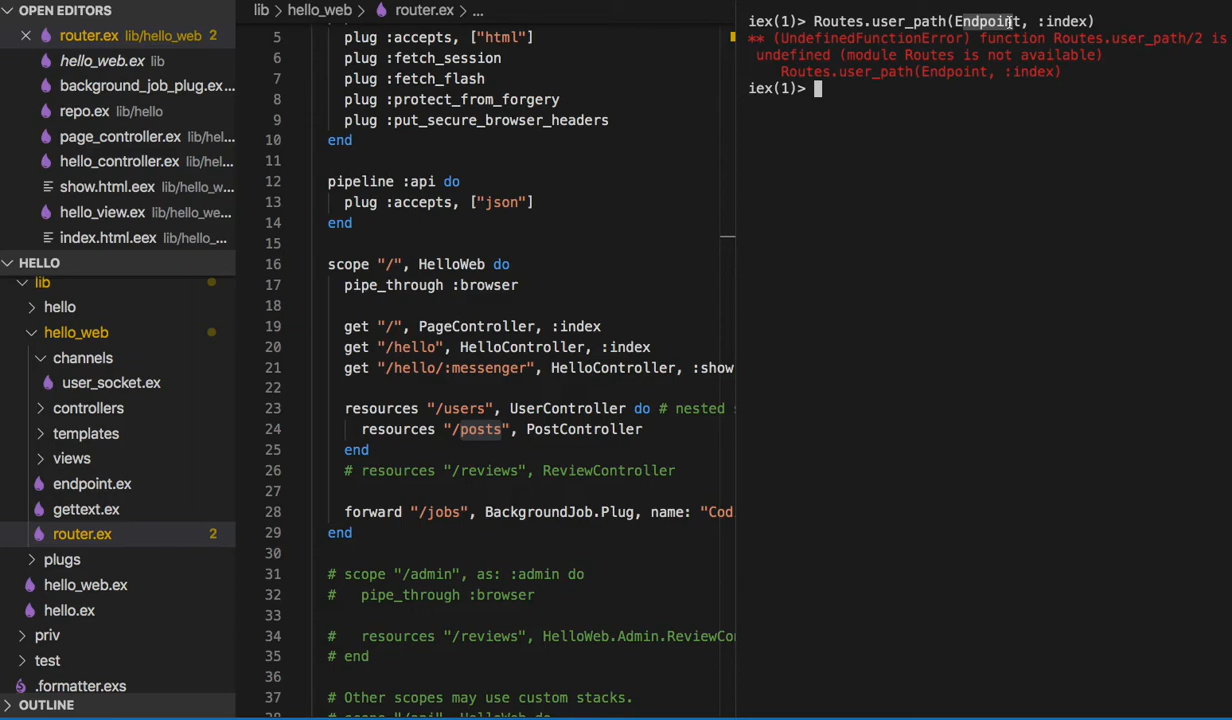 OPEN EDITORS
router.ex lib/hello_web 2
hello_web.ex lib
background_job_plug.ex...
repo.ex lib/hello
page_controller.ex lib/hel...
hello_controller.ex lib/he...
show.html.eex lib/hello_w...
hello_view.ex lib/hello_we...
index.html.eex lib/hello_...
HELLO
lib
hello
hello_web
channels
user_socket.ex
controllers
templates
views
endpoint.ex
gettext.ex
router.ex 2
plugs
hello_web.ex
hello.ex
priv
test
.formatter.exs
OUTLINE
lib > hello_web > router.ex > ...
5 plug :accepts, ["html"]
6 plug :fetch_session
7 plug :fetch_flash
8 plug :protect_from_forgery
9 plug :put_secure_browser_headers
10 end
11
12 pipeline :api do
13 plug :accepts, ["json"]
14 end
15
16 scope "/", HelloWeb do
17 pipe_through :browser
18
19 get "/", PageController, :index
20 get "/hello", HelloController, :index
21 get "/hello/:messenger", HelloController, :show
22
23 resources "/users", UserController do # nested
24 resources "/posts", PostController
25 end
26 # resources "/reviews", ReviewController
27
28 forward "/jobs", BackgroundJob.Plug, name: "Cod
29 end
30
31 # scope "/admin", as: :admin do
32 # pipe_through :browser
33
34 # resources "/reviews", HelloWeb.Admin.ReviewCo
35 # end
36
37 # Other scopes may use custom stacks.
# scope "/api", HelloWeb do
iex(1)> Routes.user_path(Endpoint, :index)
** (UndefinedFunctionError) function Routes.user_path/2 is
undefined (module Routes is not available)
Routes.user_path(Endpoint, :index)
iex(1)>